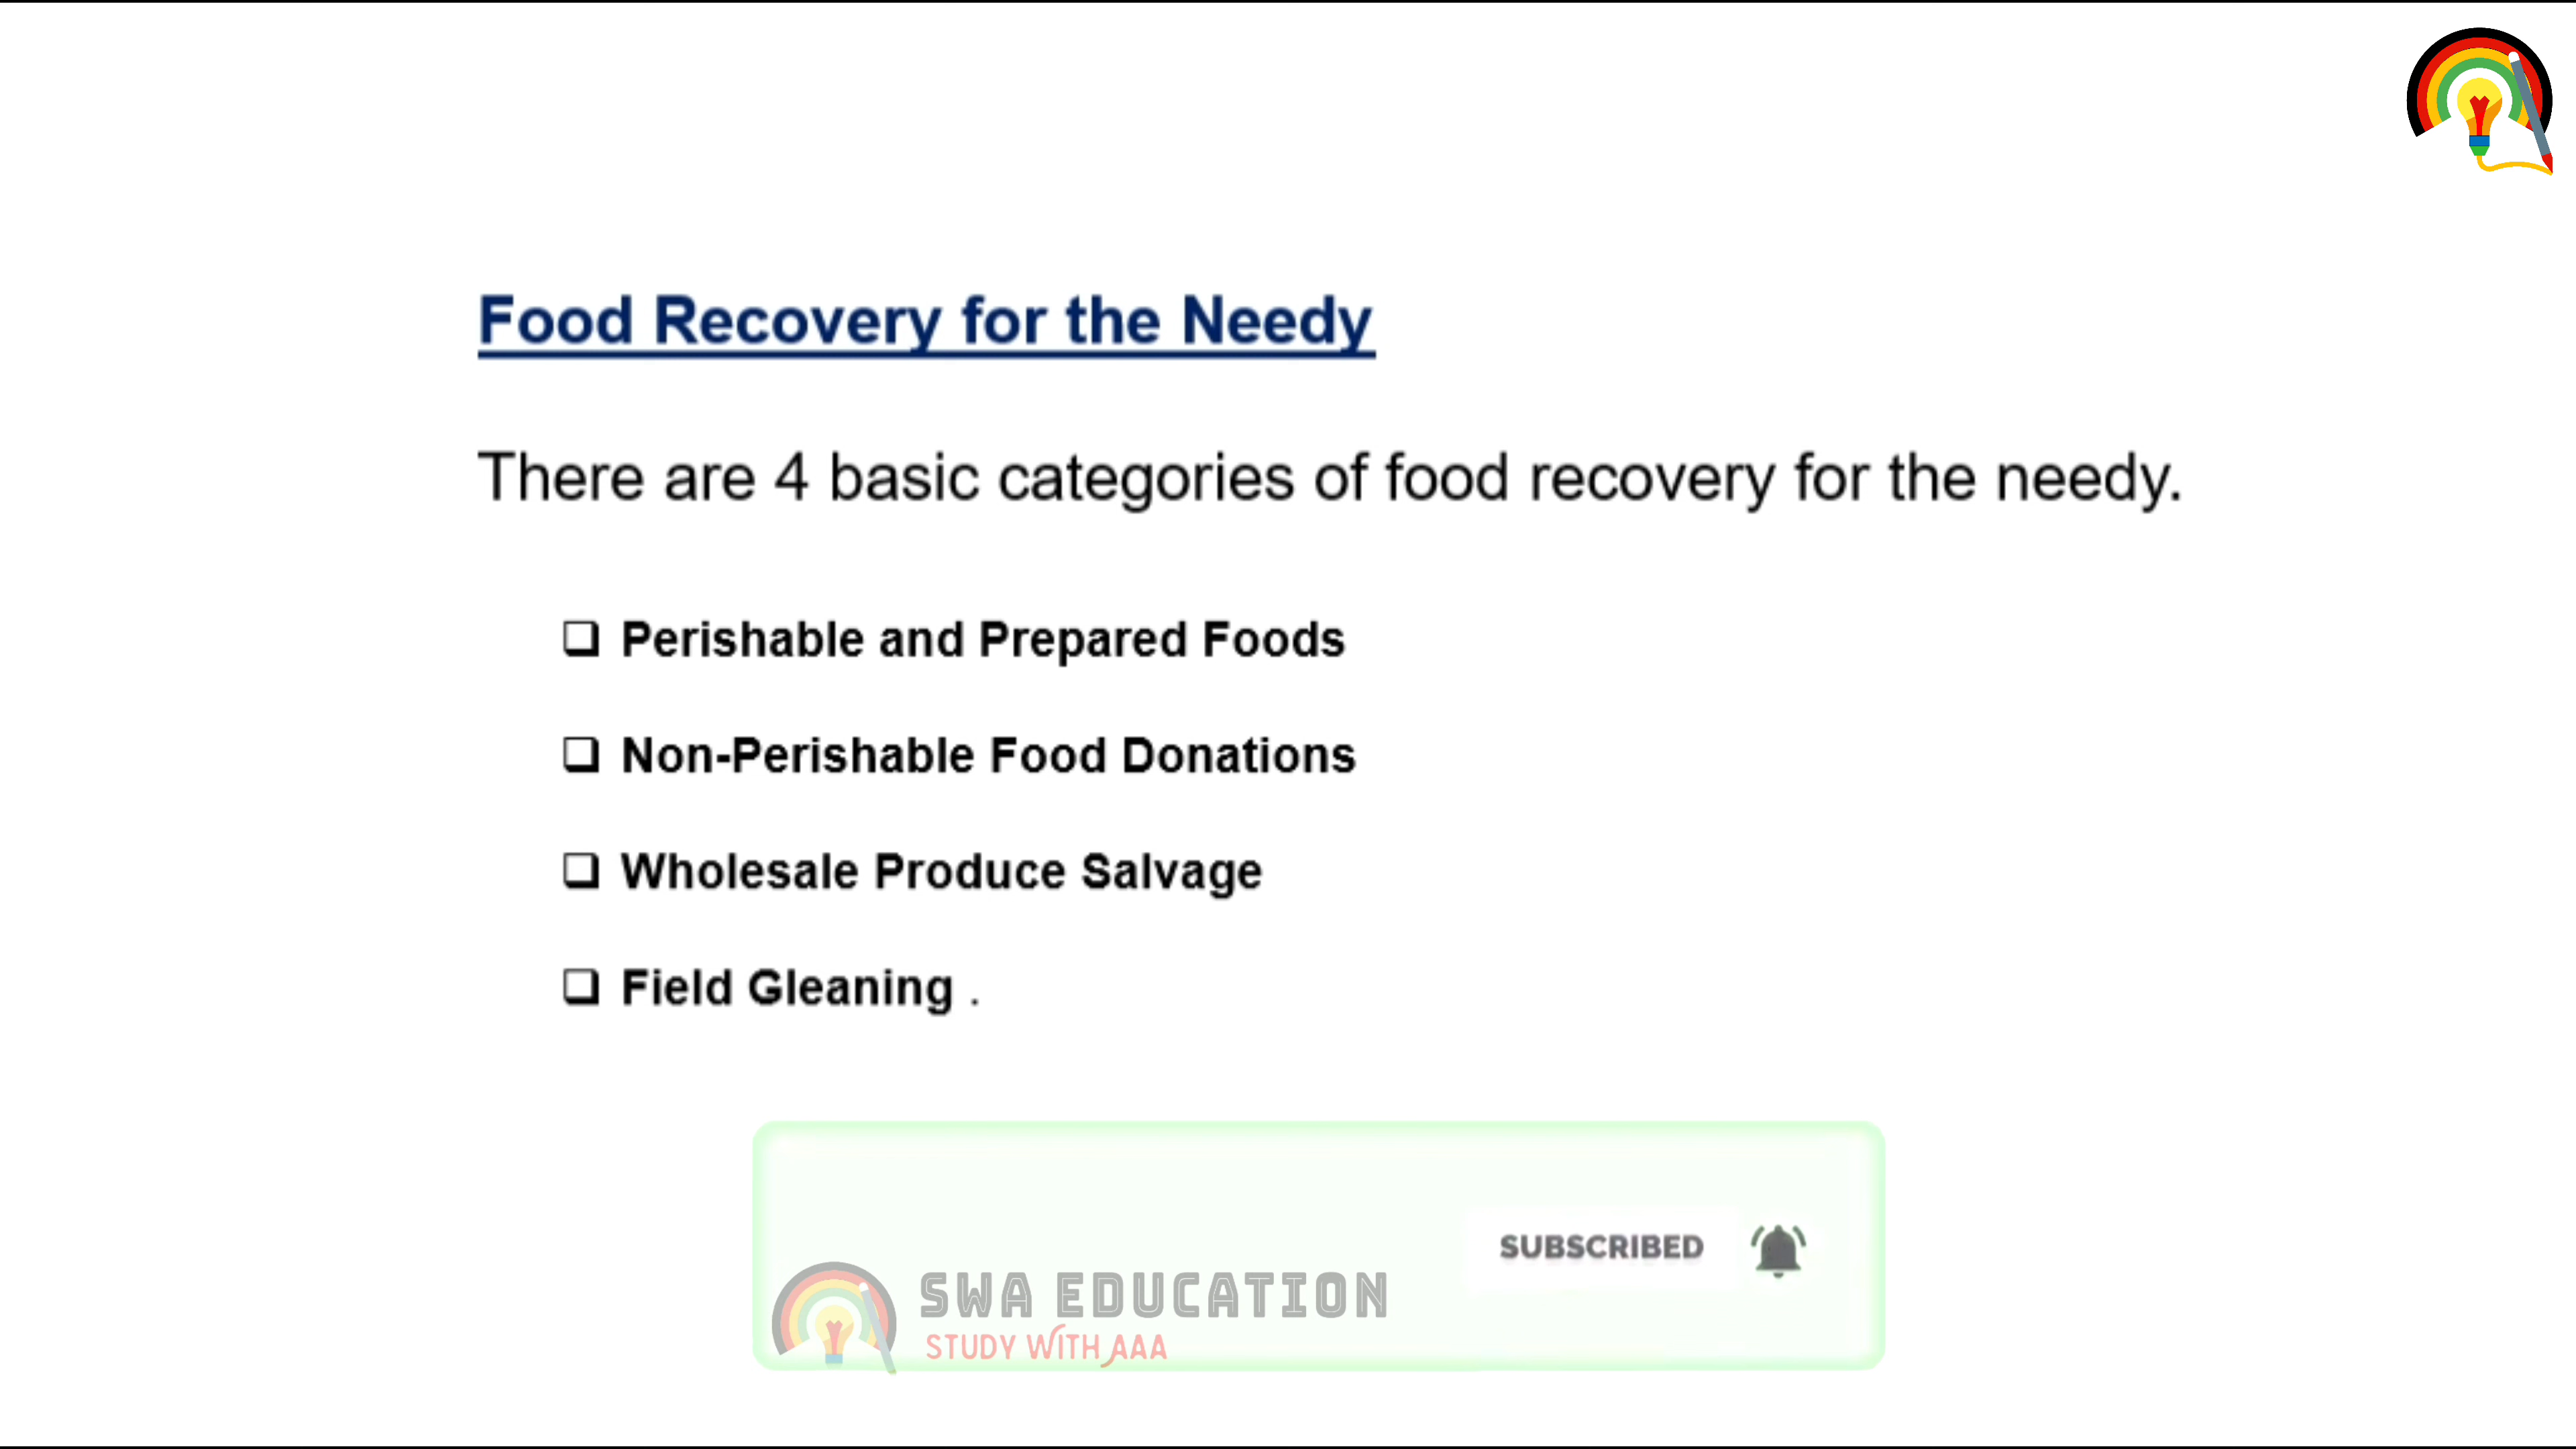 Food Recovery for the Needy
There are 4 basic categories of food recovery for the needy.
❑ Perishable and Prepared Foods
❑ Non-Perishable Food Donations
❑ Wholesale Produce Salvage
❑ Field Gleaning .
SUBSCRIBED
SWA EDUCATION
STUDY WITH AAA